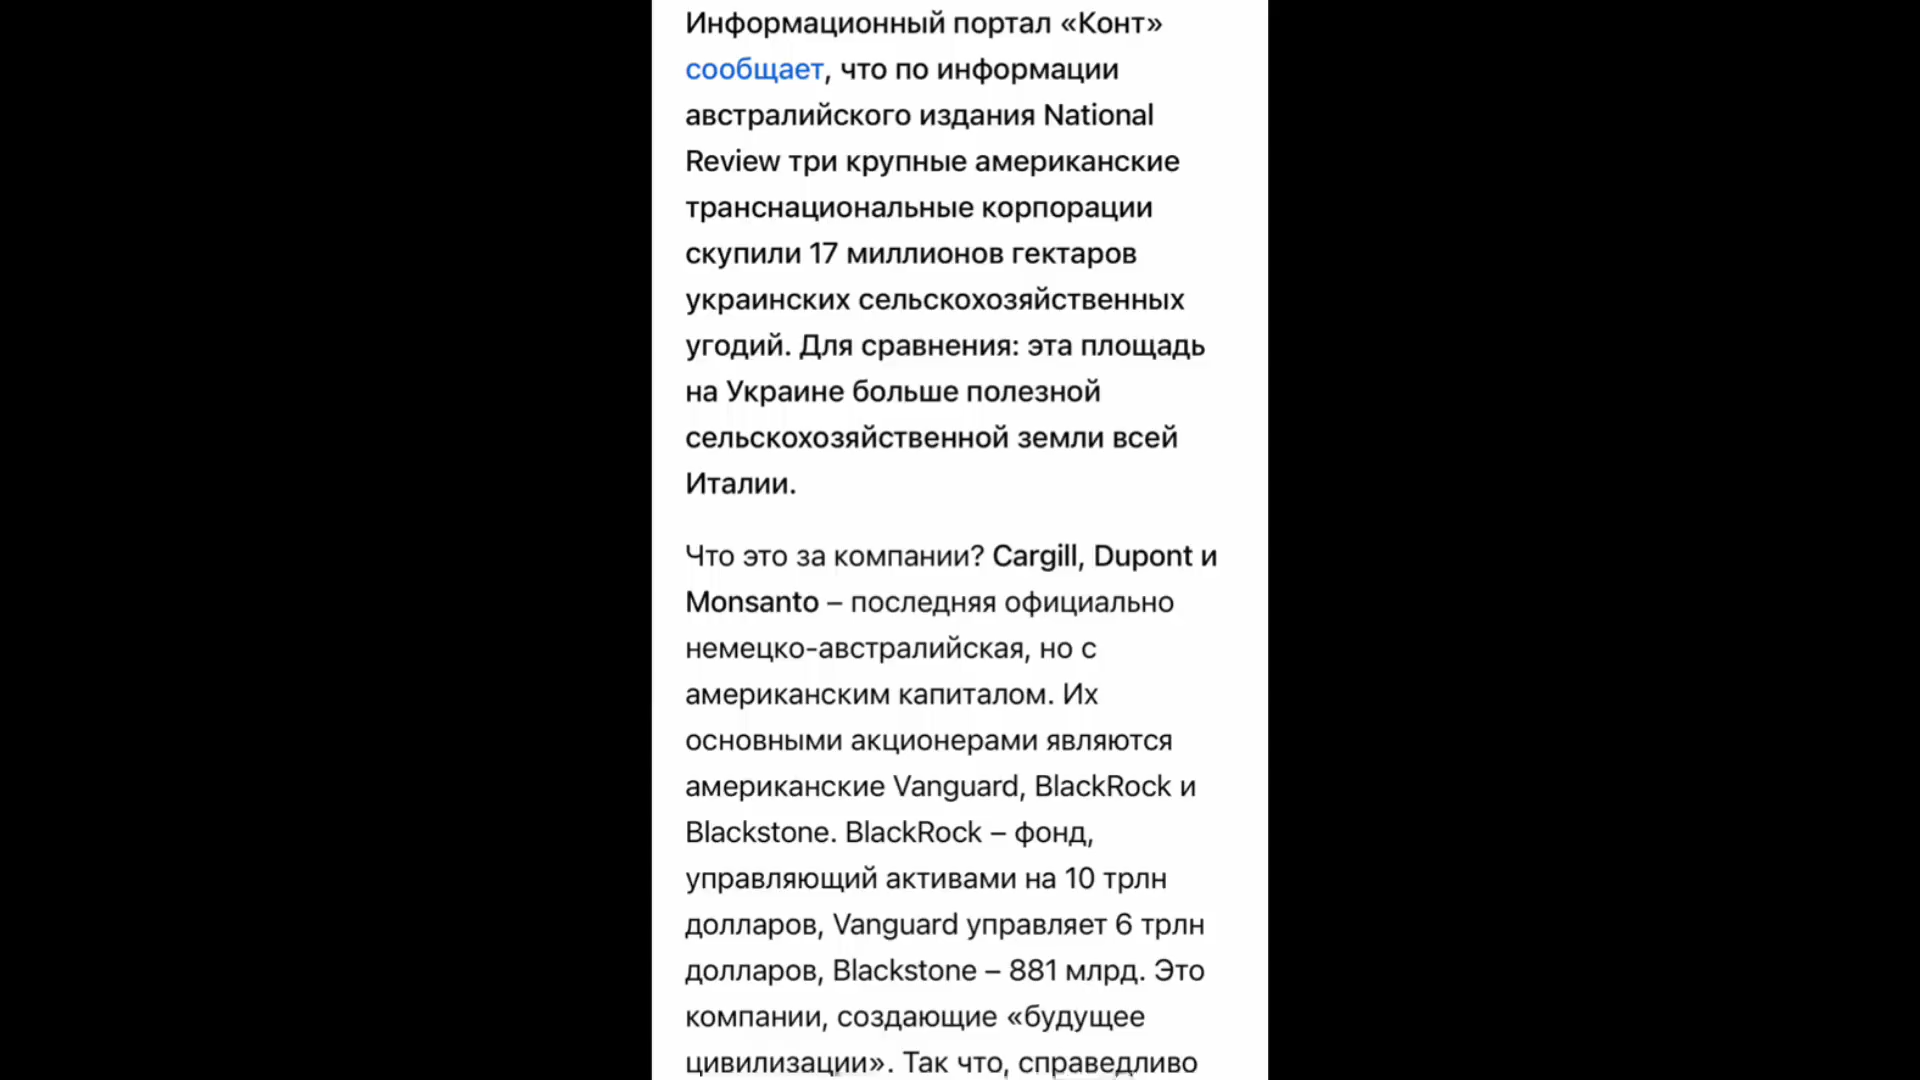 Информационный портал «Конт»
сообщает, что по информации
австралийского издания National
Review три крупные американские
транснациональные корпорации
скупили 17 миллионов гектаров
украинских сельскохозяйственных
угодий. Для сравнения: эта площадь
на Украине больше полезной
сельскохозяйственной земли всей
Италии.
Что это за компании? Cargill, Dupont и
Monsanto – последняя официально
немецко-австралийская, но с
американским капиталом. Их
основными акционерами являются
американские Vanguard, BlackRock и
Blackstone. BlackRock – фонд,
управляющий активами на 10 трлн
долларов, Vanguard управляет 6 трлн
долларов, Blackstone – 881 млрд. Это
компании, создающие «будущее
цивилизации». Так что, справедливо